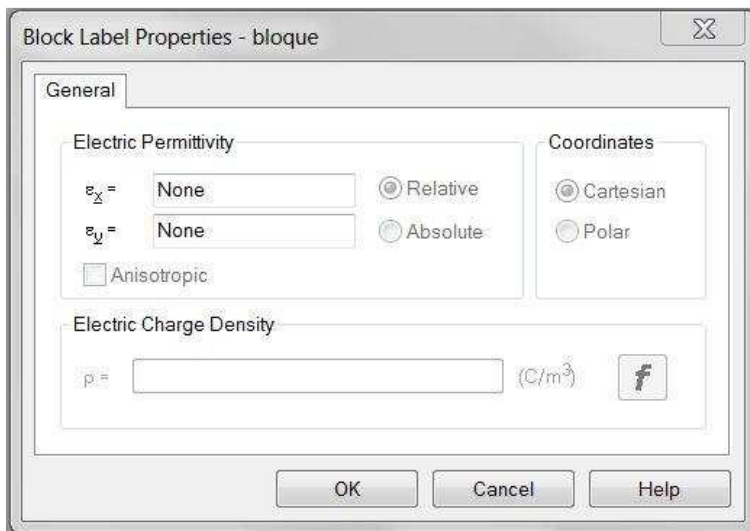 Block Label Properties - bloque
General
Electric Permittivity
εx = None
Relative
εy = None
Absolute
Anisotropic
Coordinates
Cartesian
Polar
Electric Charge Density
ρ = (C/m³) f
OK Cancel Help